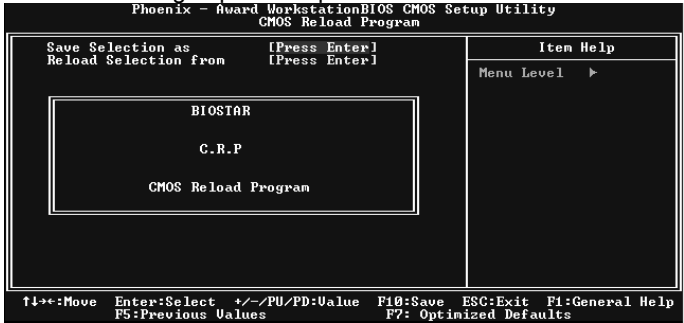 Phoenix - Award WorkstationBIOS CMOS Setup Utility
CMOS Reload Program
Save Selection as [Press Enter]
Reload Selection from [Press Enter]
Item Help
Menu Level ►
BIOSTAR
C.R.P
CMOS Reload Program
↑↓→←:Move Enter:Select +/-/PU/PD:Value F10:Save ESC:Exit F1:General Help
F5:Previous Values F7: Optimized Defaults